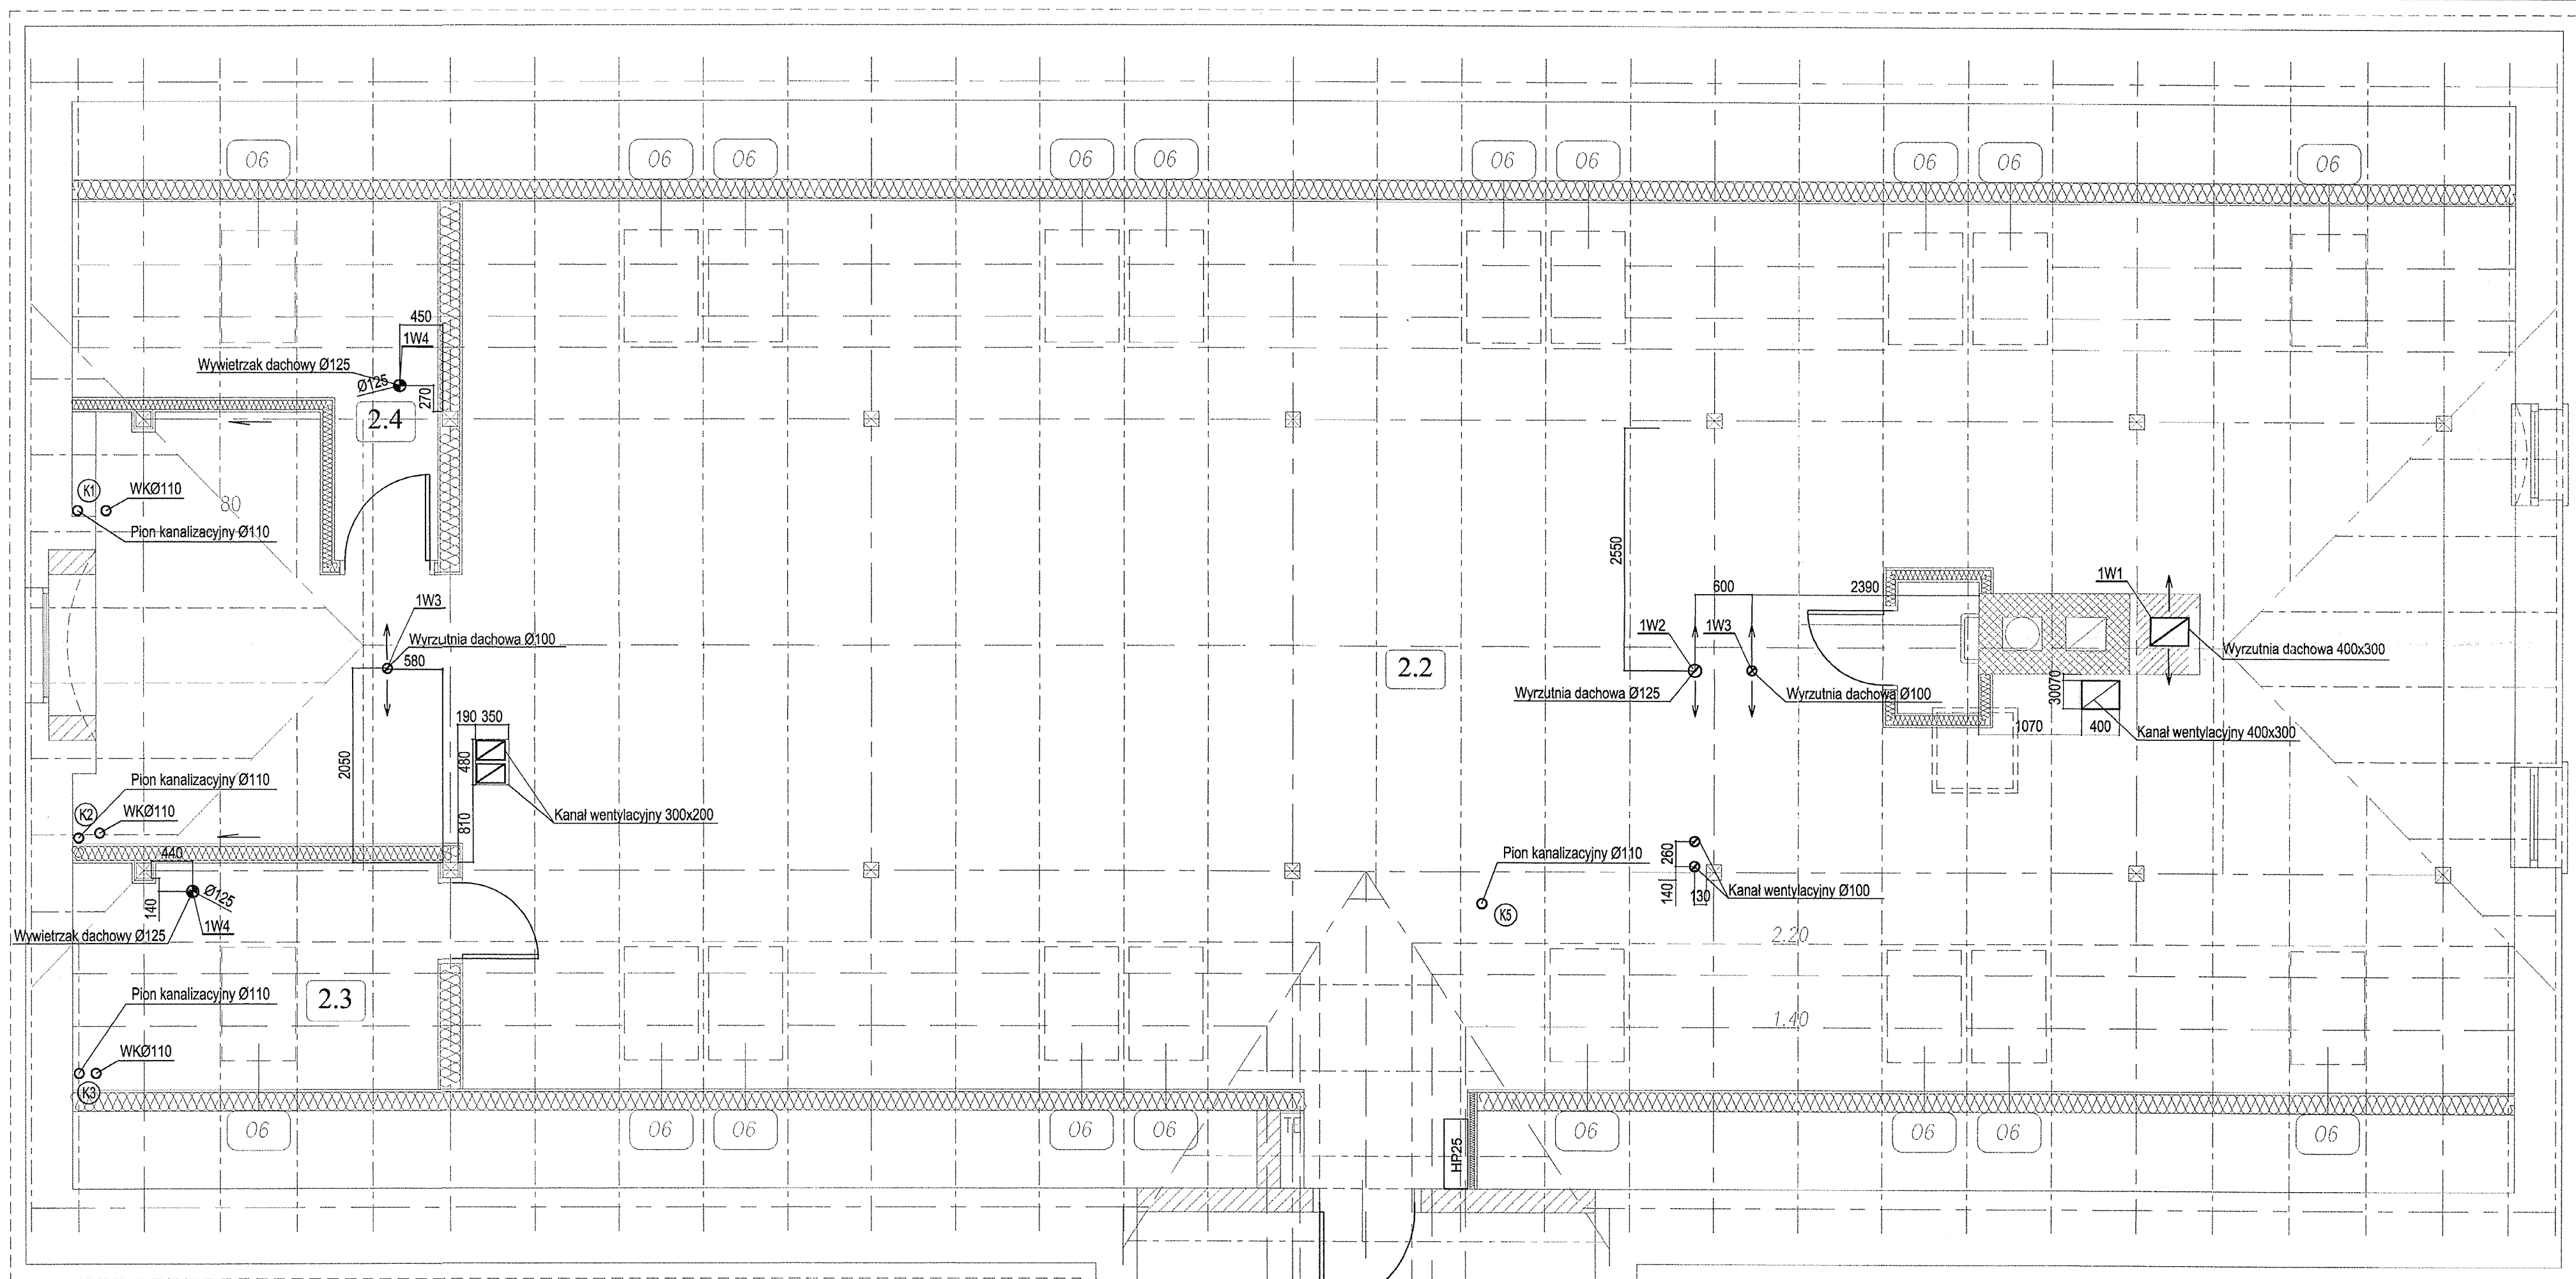 06
06
06
06
06
06
06
06
06
06
450
1W4
Wywietrzak dachowy Ø125
Ø125
270
2.4
K1
WKØ110
80
Pion kanalizacyjny Ø110
2550
1W3
Wyrzutnia dachowa Ø100
580
2050
190 350
480
810
Kanał wentylacyjny 300x200
2.2
600
2390
1W2
1W3
Wyrzutnia dachowa Ø125
Wyrzutnia dachowa Ø100
1W1
Wyrzutnia dachowa 400x300
30070
1070
400
Kanał wentylacyjny 400x300
Pion kanalizacyjny Ø110
K2
WKØ110
440
140
Ø125
1W4
Wywietrzak dachowy Ø125
Pion kanalizacyjny Ø110
K5
260
140
130
Kanał wentylacyjny Ø100
2.20
1.40
2.3
Pion kanalizacyjny Ø110
WKØ110
K3
06
06
06
06
06
TE
HP25
06
06
06
06